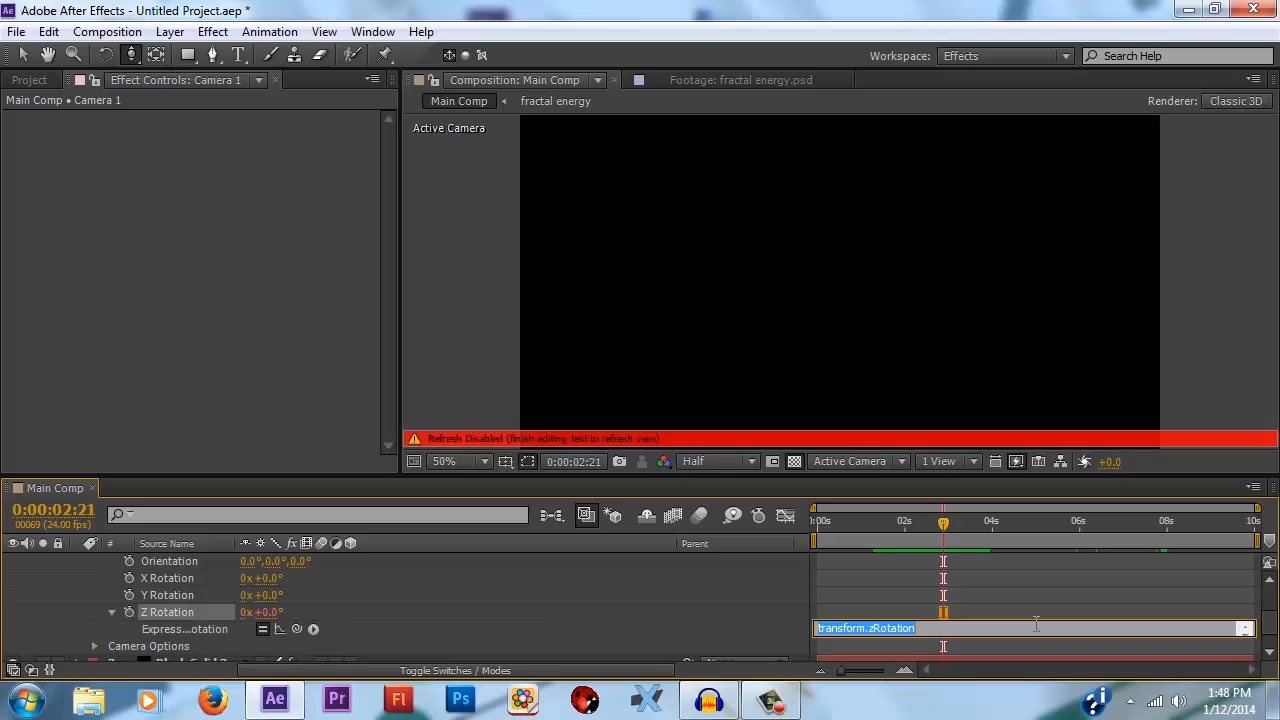 Ae Adobe After Effects - Untitled Project.aep *
File Edit Composition Layer Effect Animation View Window Help
Workspace: Effects Search Help
Project Effect Controls: Camera 1 Composition: Main Comp Footage: fractal energy.psd
Main Comp • Camera 1
Main Comp fractal energy Renderer: Classic 3D
Active Camera
Refresh Disabled (finish editing text to refresh view)
50% 0:00:02:21 Half Active Camera 1 View +0.0
Main Comp
0:00:02:21
00069 (24.00 fps)
:00s 02s 04s 06s 08s 10s
# Source Name Parent
Orientation 0.0°,0.0°,0.0°
X Rotation 0x+0.0°
Y Rotation 0x+0.0°
Z Rotation 0x+0.0°
Express...otation transform.zRotation
Camera Options
Toggle Switches / Modes
Ae Pr Fl Ps
1:48 PM
1/12/2014